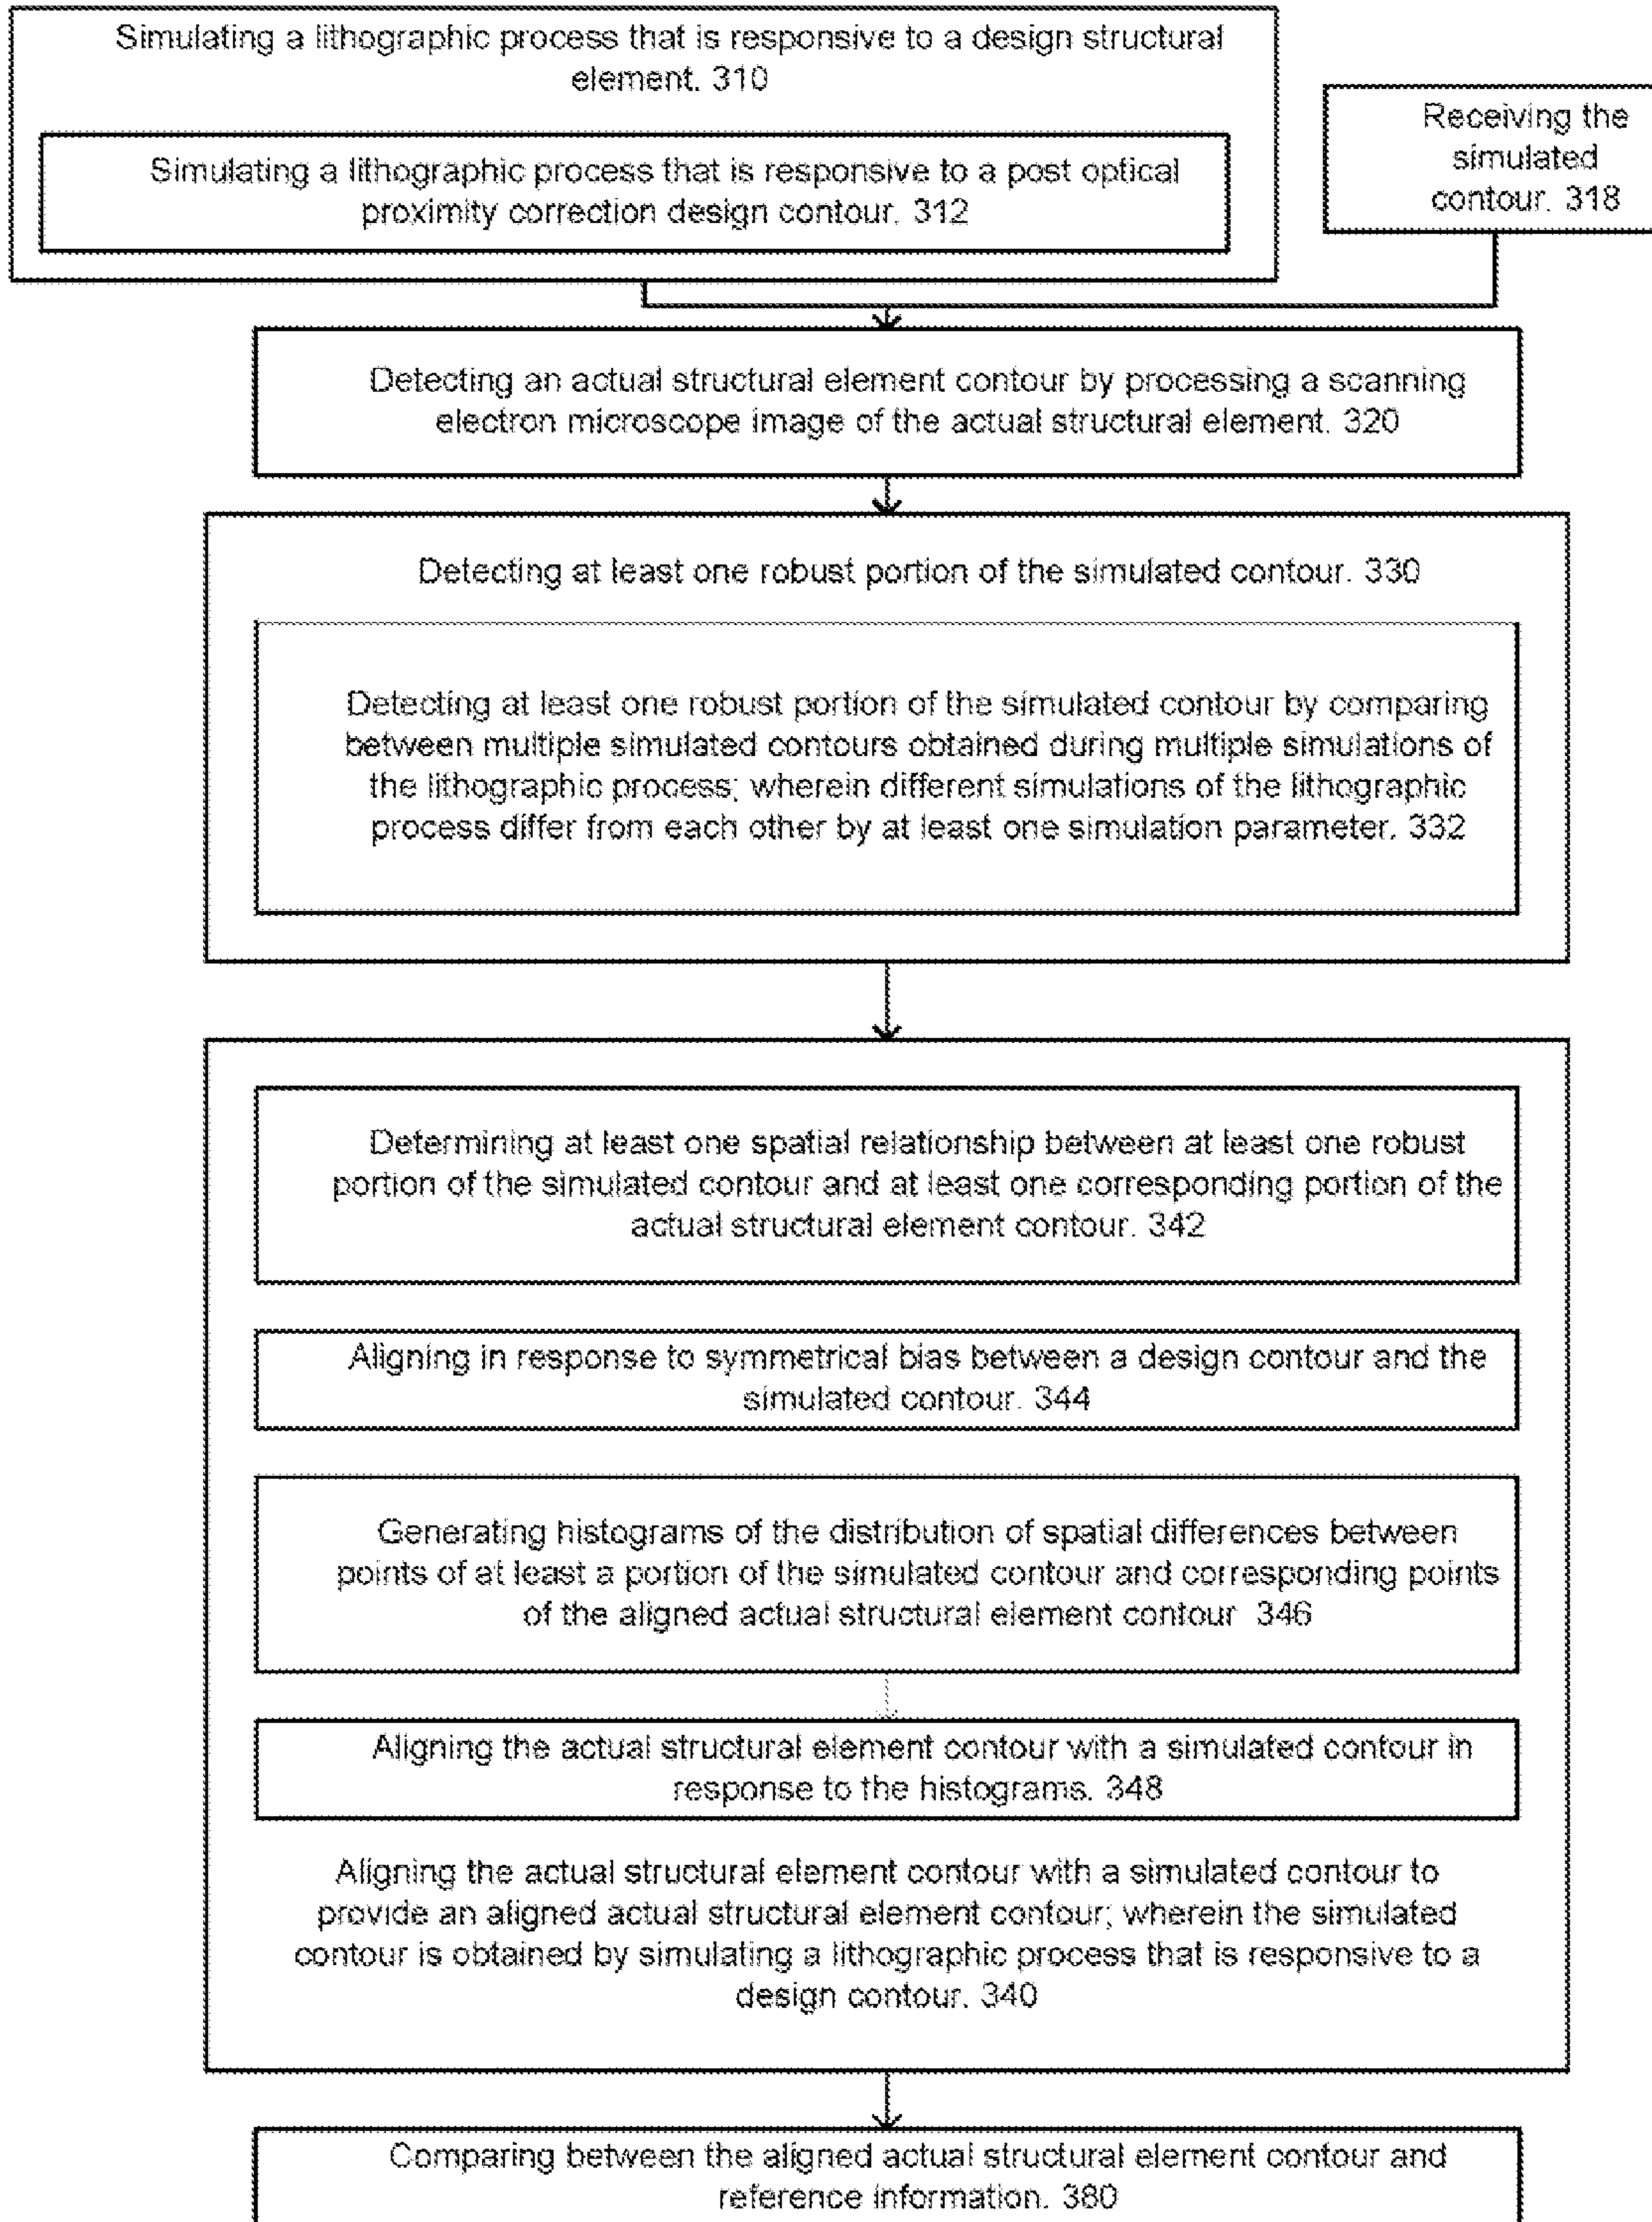 Simulating a lithographic process that is responsive to a design structural
element. 310
Simulating a lithographic process that is responsive to a post optical
proximity correction design contour. 312
Receiving the
simulated
contour. 318
Detecting an actual structural element contour by processing a scanning
electron microscope image of the actual structural element. 320
Detecting at least one robust portion of the simulated contour. 330
Detecting at least one robust portion of the simulated contour by comparing
between multiple simulated contours obtained during multiple simulations of
the lithographic process; wherein different simulations of the lithographic
process differ from each other by at least one simulation parameter. 332
Determining at least one spatial relationship between at least one robust
portion of the simulated contour and at least one corresponding portion of the
actual structural element contour. 342
Aligning in response to symmetrical bias between a design contour and the
simulated contour. 344
Generating histograms of the distribution of spatial differences between
points of at least a portion of the simulated contour and corresponding points
of the aligned actual structural element contour 346
Aligning the actual structural element contour with a simulated contour in
response to the histograms. 348
Aligning the actual structural element contour with a simulated contour to
provide an aligned actual structural element contour; wherein the simulated
contour is obtained by simulating a lithographic process that is responsive to a
design contour. 340
Comparing between the aligned actual structural element contour and
reference information. 380